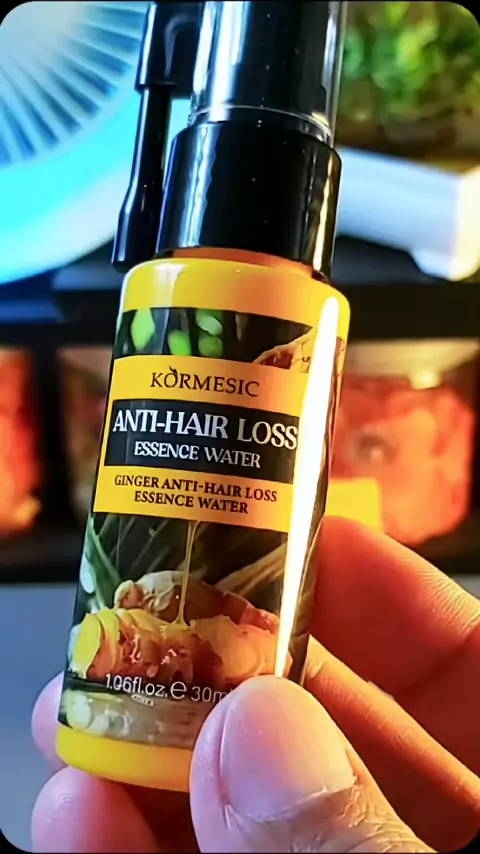 KORMESIC
ANTI-HAIR LOSS
ESSENCE WATER
GINGER ANTI-HAIR LOSS
ESSENCE WATER
1.06fl.oz.℮ 30m